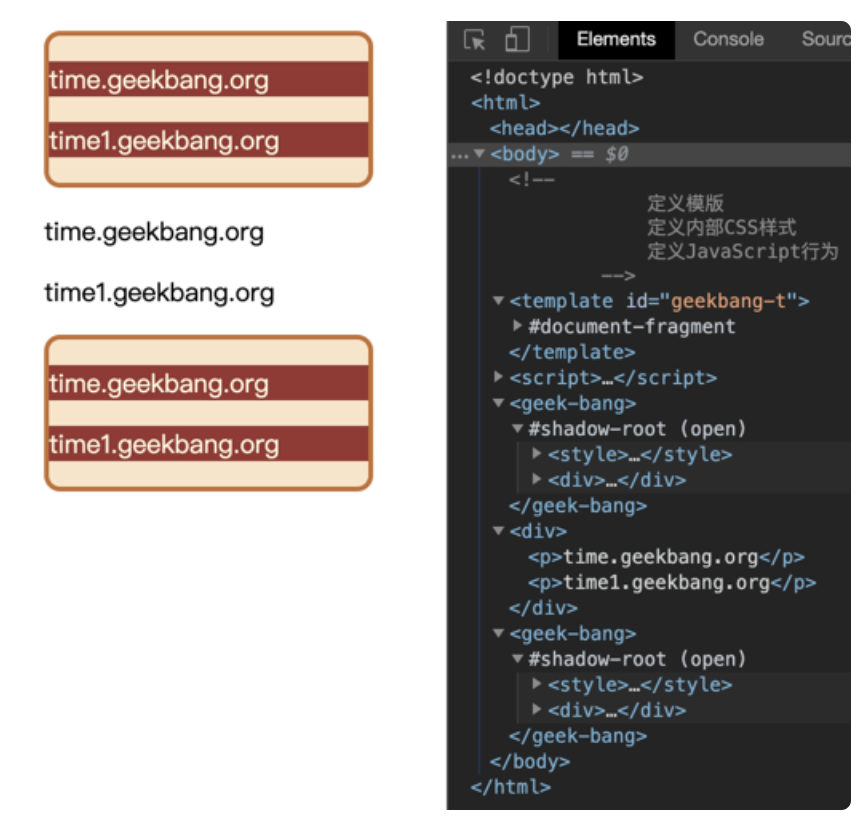 time.geekbang.org
time1.geekbang.org
time.geekbang.org
time1.geekbang.org
time.geekbang.org
time1.geekbang.org
Elements Console Sourc
<!doctype html>
<html>
<head></head>
… ▼ <body> == $0
<!--
定义模版
定义内部CSS样式
定义JavaScript行为
-->
▼ <template id="geekbang-t">
▶ #document-fragment
</template>
▶ <script>…</script>
▼ <geek-bang>
▼ #shadow-root (open)
▶ <style>…</style>
▶ <div>…</div>
</geek-bang>
▼ <div>
<p>time.geekbang.org</p>
<p>time1.geekbang.org</p>
</div>
▼ <geek-bang>
▼ #shadow-root (open)
▶ <style>…</style>
▶ <div>…</div>
</geek-bang>
</body>
</html>